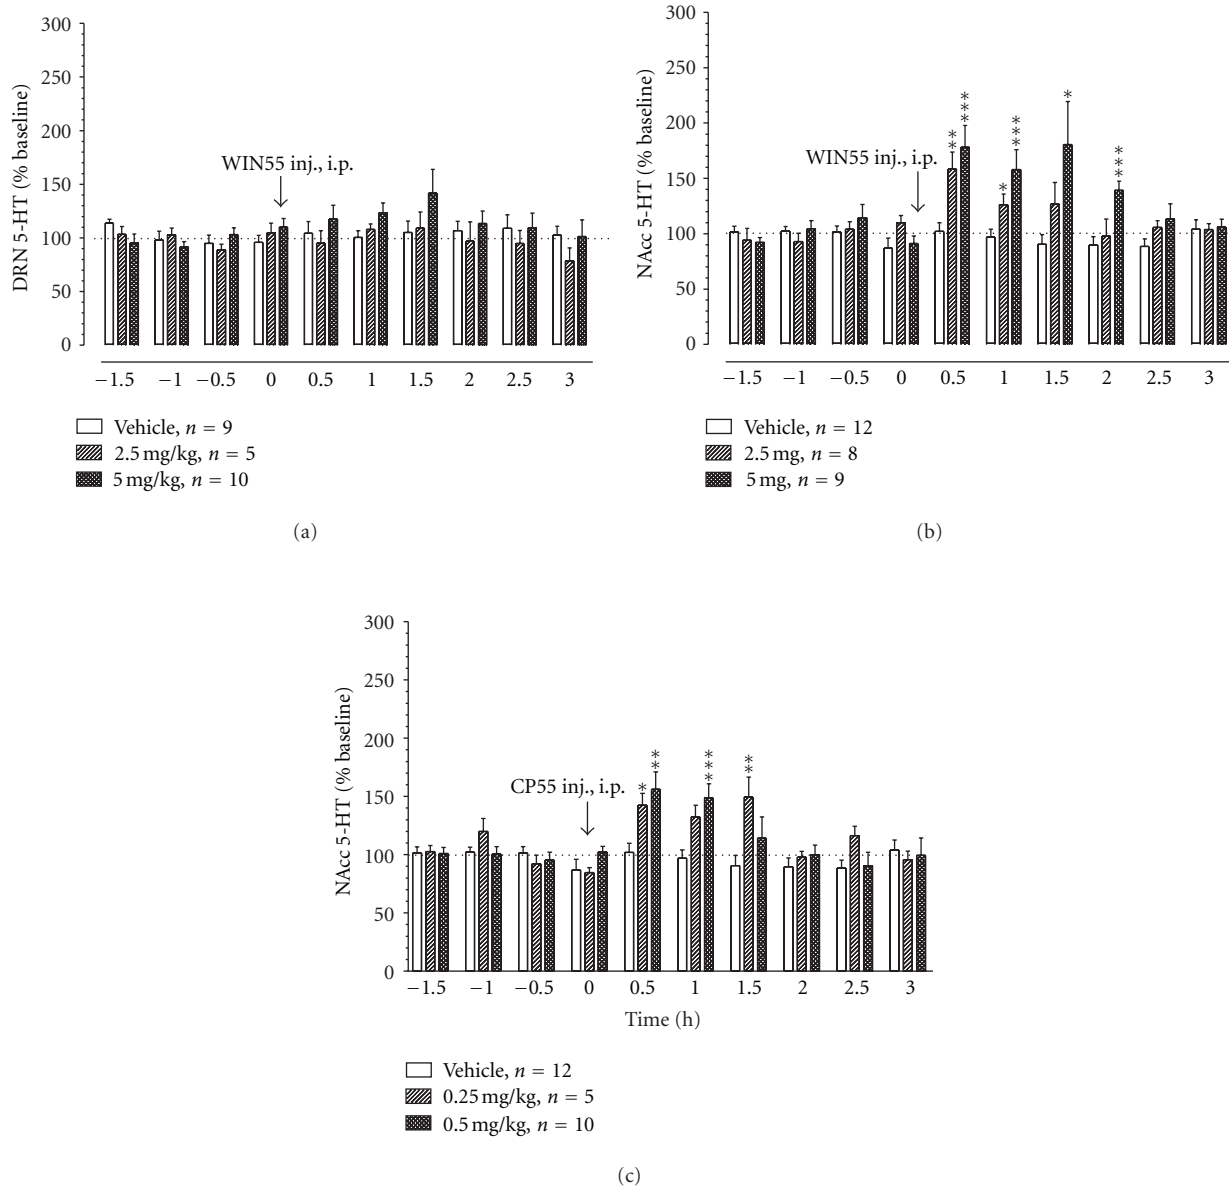 300
250
200
150
100
50
0
DRN 5-HT (% baseline)
WIN55 inj., i.p.
−1.5 −1 −0.5 0 0.5 1 1.5 2 2.5 3
Vehicle, n = 9
2.5 mg/kg, n = 5
5 mg/kg, n = 10
(a)
300
250
200
150
100
50
0
NAcc 5-HT (% baseline)
WIN55 inj., i.p.
** *** * *** * ***
−1.5 −1 −0.5 0 0.5 1 1.5 2 2.5 3
Vehicle, n = 12
2.5 mg, n = 8
5 mg, n = 9
(b)
300
250
200
150
100
50
0
NAcc 5-HT (% baseline)
CP55 inj., i.p.
* ** *** **
−1.5 −1 −0.5 0 0.5 1 1.5 2 2.5 3
Time (h)
Vehicle, n = 12
0.25 mg/kg, n = 5
0.5 mg/kg, n = 10
(c)